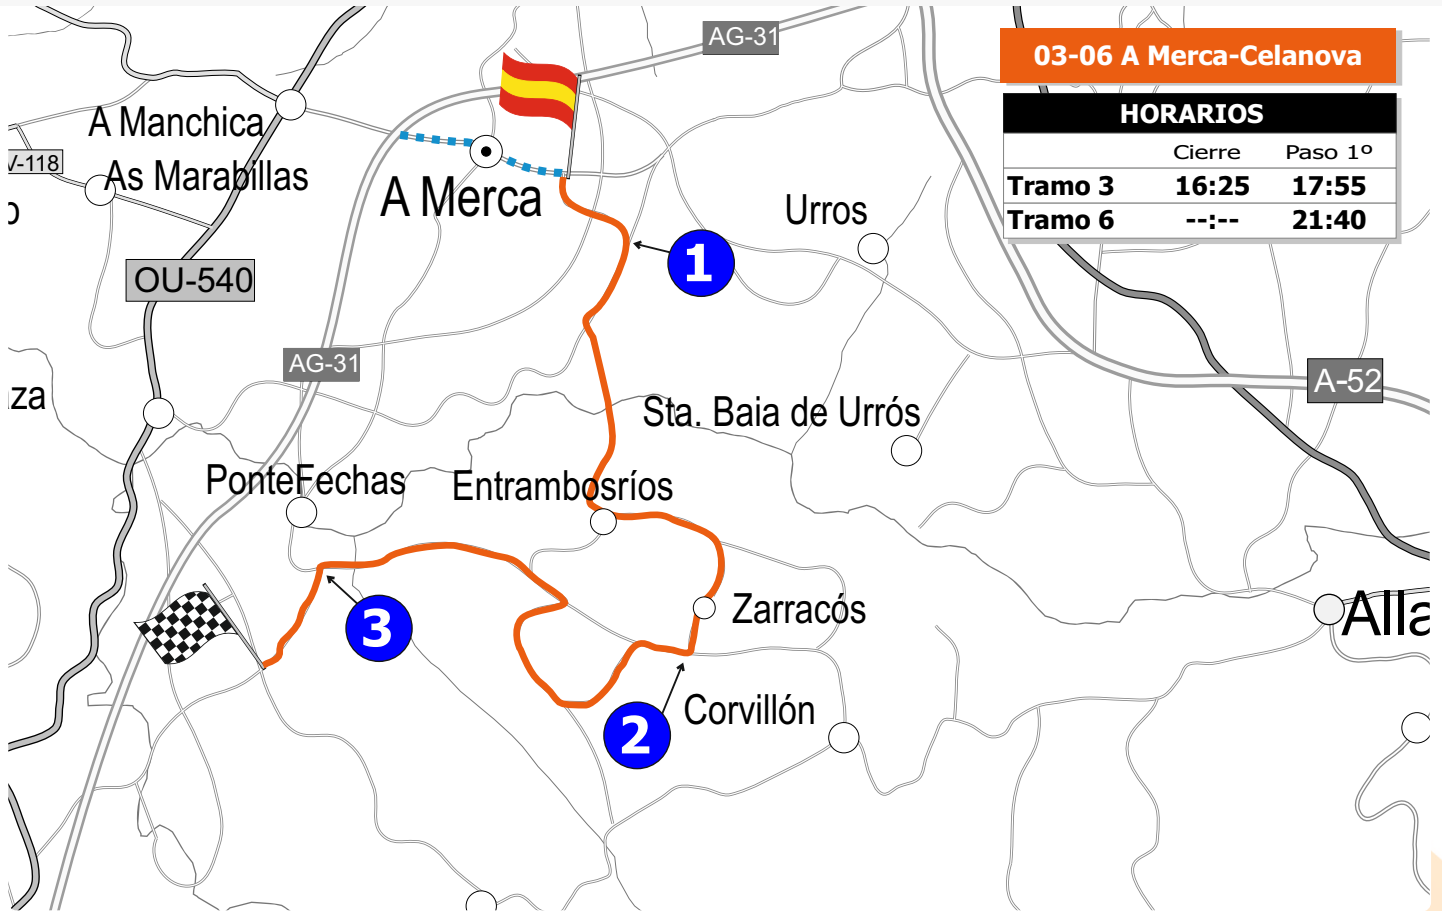 AG-31
03-06 A Merca-Celanova
HORARIOS
Cierre Paso 1º
Tramo 3 16:25 17:55
Tramo 6 --:-- 21:40
A Manchica
V-118
As Marabillas
A Merca
Urros
1
OU-540
AG-31
A-52
Sta. Baia de Urrós
PonteFechas
Entrambosríos
Zarracós
Alla
3
Corvillón
2